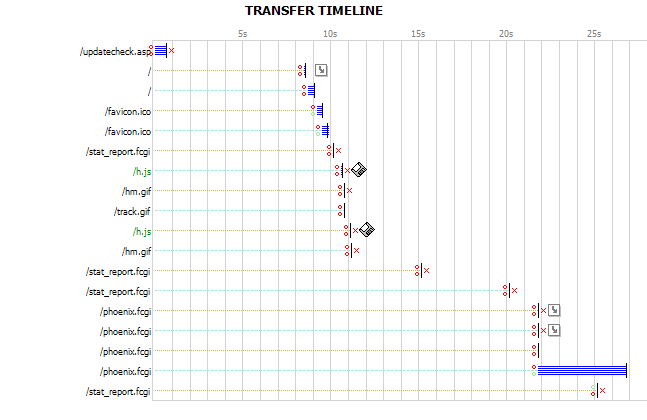 TRANSFER TIMELINE
5s 10s 15s 20s 25s
/updatecheck.asp
/
/
/favicon.ico
/favicon.ico
/stat_report.fcgi
/h.js
/hm.gif
/track.gif
/h.js
/hm.gif
/stat_report.fcgi
/stat_report.fcgi
/phoenix.fcgi
/phoenix.fcgi
/phoenix.fcgi
/phoenix.fcgi
/stat_report.fcgi